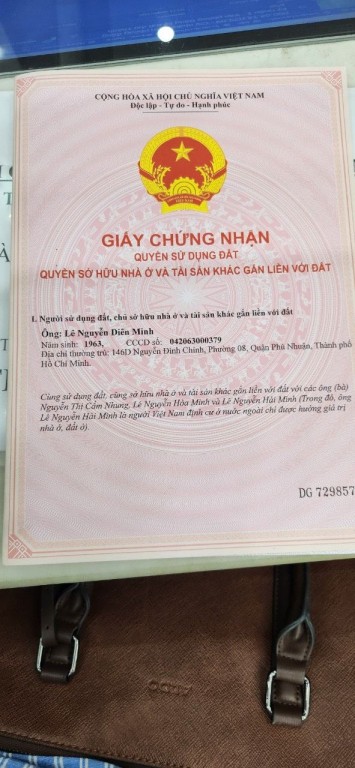 CỘNG HÒA XÃ HỘI CHỦ NGHĨA VIỆT NAM
Độc lập - Tự do - Hạnh phúc
GIẤY CHỨNG NHẬN
QUYỀN SỬ DỤNG ĐẤT
QUYỀN SỞ HỮU NHÀ Ở VÀ TÀI SẢN KHÁC GẮN LIỀN VỚI ĐẤT
I. Người sử dụng đất, chủ sở hữu nhà ở và tài sản khác gắn liền với đất
Ông: Lê Nguyễn Diên Minh
Năm sinh: 1963, CCCD số: 042063000379
Địa chỉ thường trú: 146D Nguyễn Đình Chính, Phường 08, Quận Phú Nhuận, Thành phố
Hồ Chí Minh.
Cùng sử dụng đất, cùng sở hữu nhà ở và tài sản khác gắn liền với đất với các ông (bà)
Nguyễn Thị Cẩm Nhung, Lê Nguyễn Hòa Minh và Lê Nguyễn Hải Minh (Trong đó, ông
Lê Nguyễn Hải Minh là người Việt Nam định cư ở nước ngoài chỉ được hưởng giá trị
nhà ở, đất ở).
DG 729857